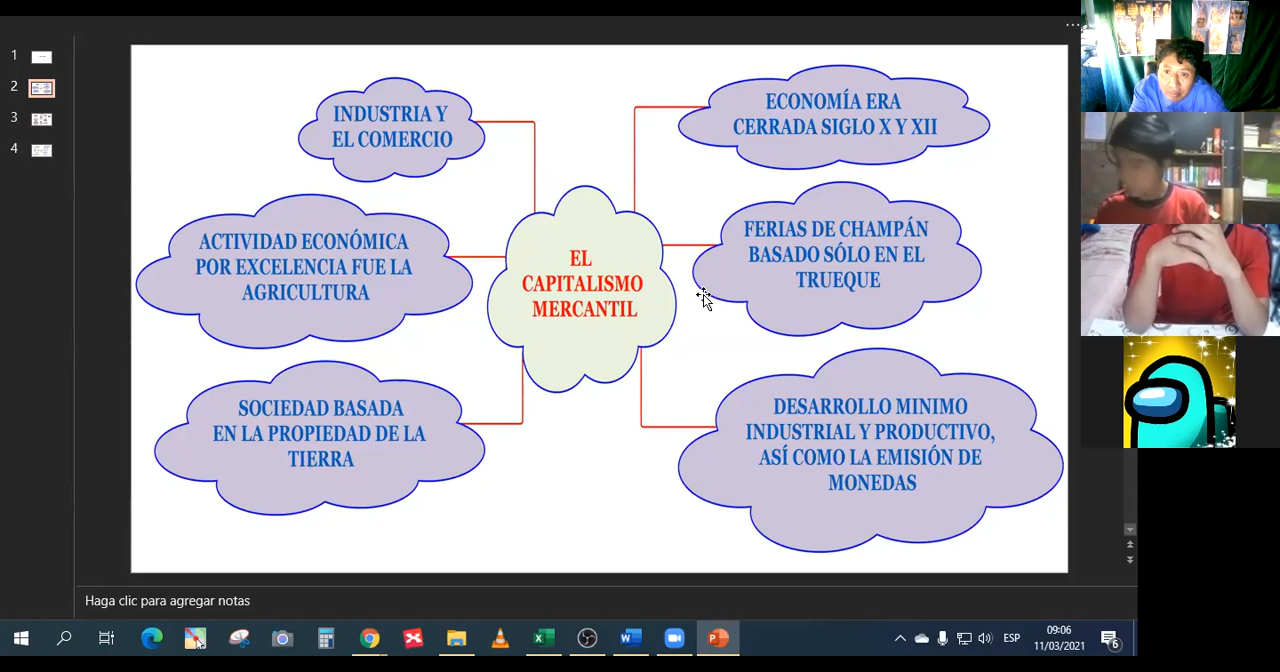 1
2
3
4
INDUSTRIA Y
EL COMERCIO
ECONOMÍA ERA
CERRADA SIGLO X Y XII
ACTIVIDAD ECONÓMICA
POR EXCELENCIA FUE LA
AGRICULTURA
EL
CAPITALISMO
MERCANTIL
FERIAS DE CHAMPÁN
BASADO SÓLO EN EL
TRUEQUE
SOCIEDAD BASADA
EN LA PROPIEDAD DE LA
TIERRA
DESARROLLO MINIMO
INDUSTRIAL Y PRODUCTIVO,
ASÍ COMO LA EMISIÓN DE
MONEDAS
Haga clic para agregar notas
ESP
09:06
11/03/2021
6